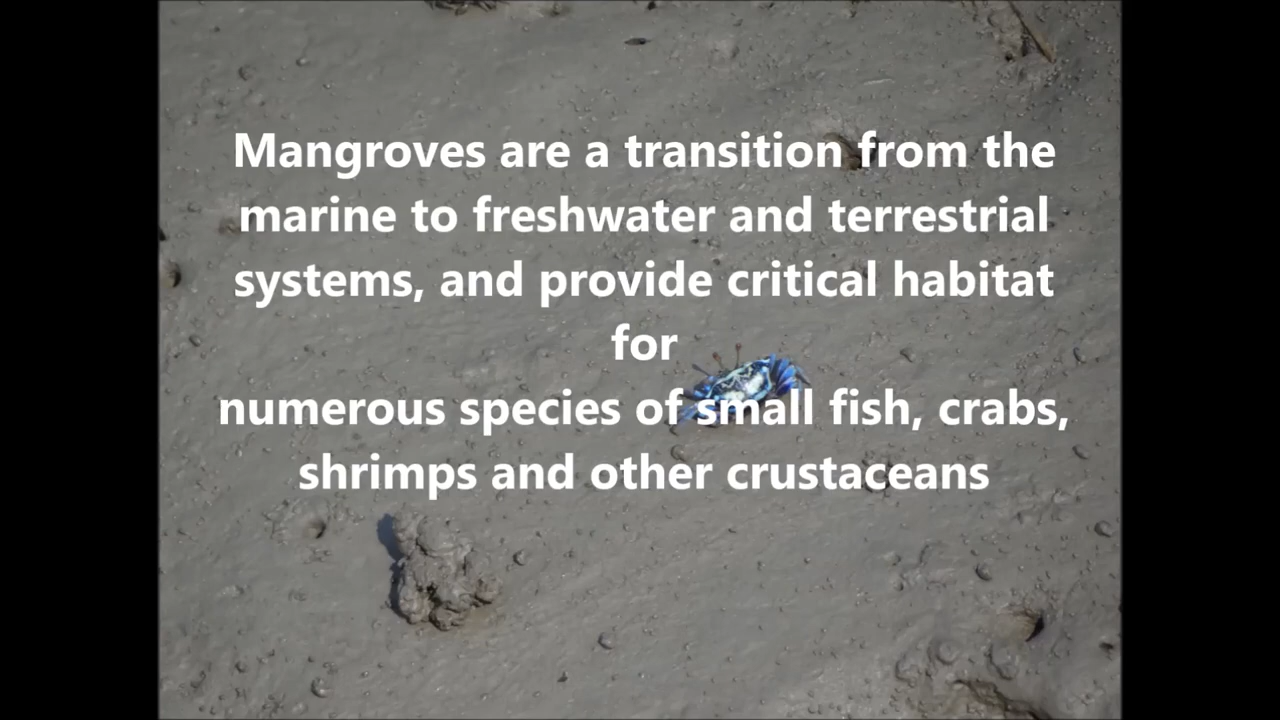 Mangroves are a transition from the
marine to freshwater and terrestrial
systems, and provide critical habitat
for
numerous species of small fish, crabs,
shrimps and other crustaceans